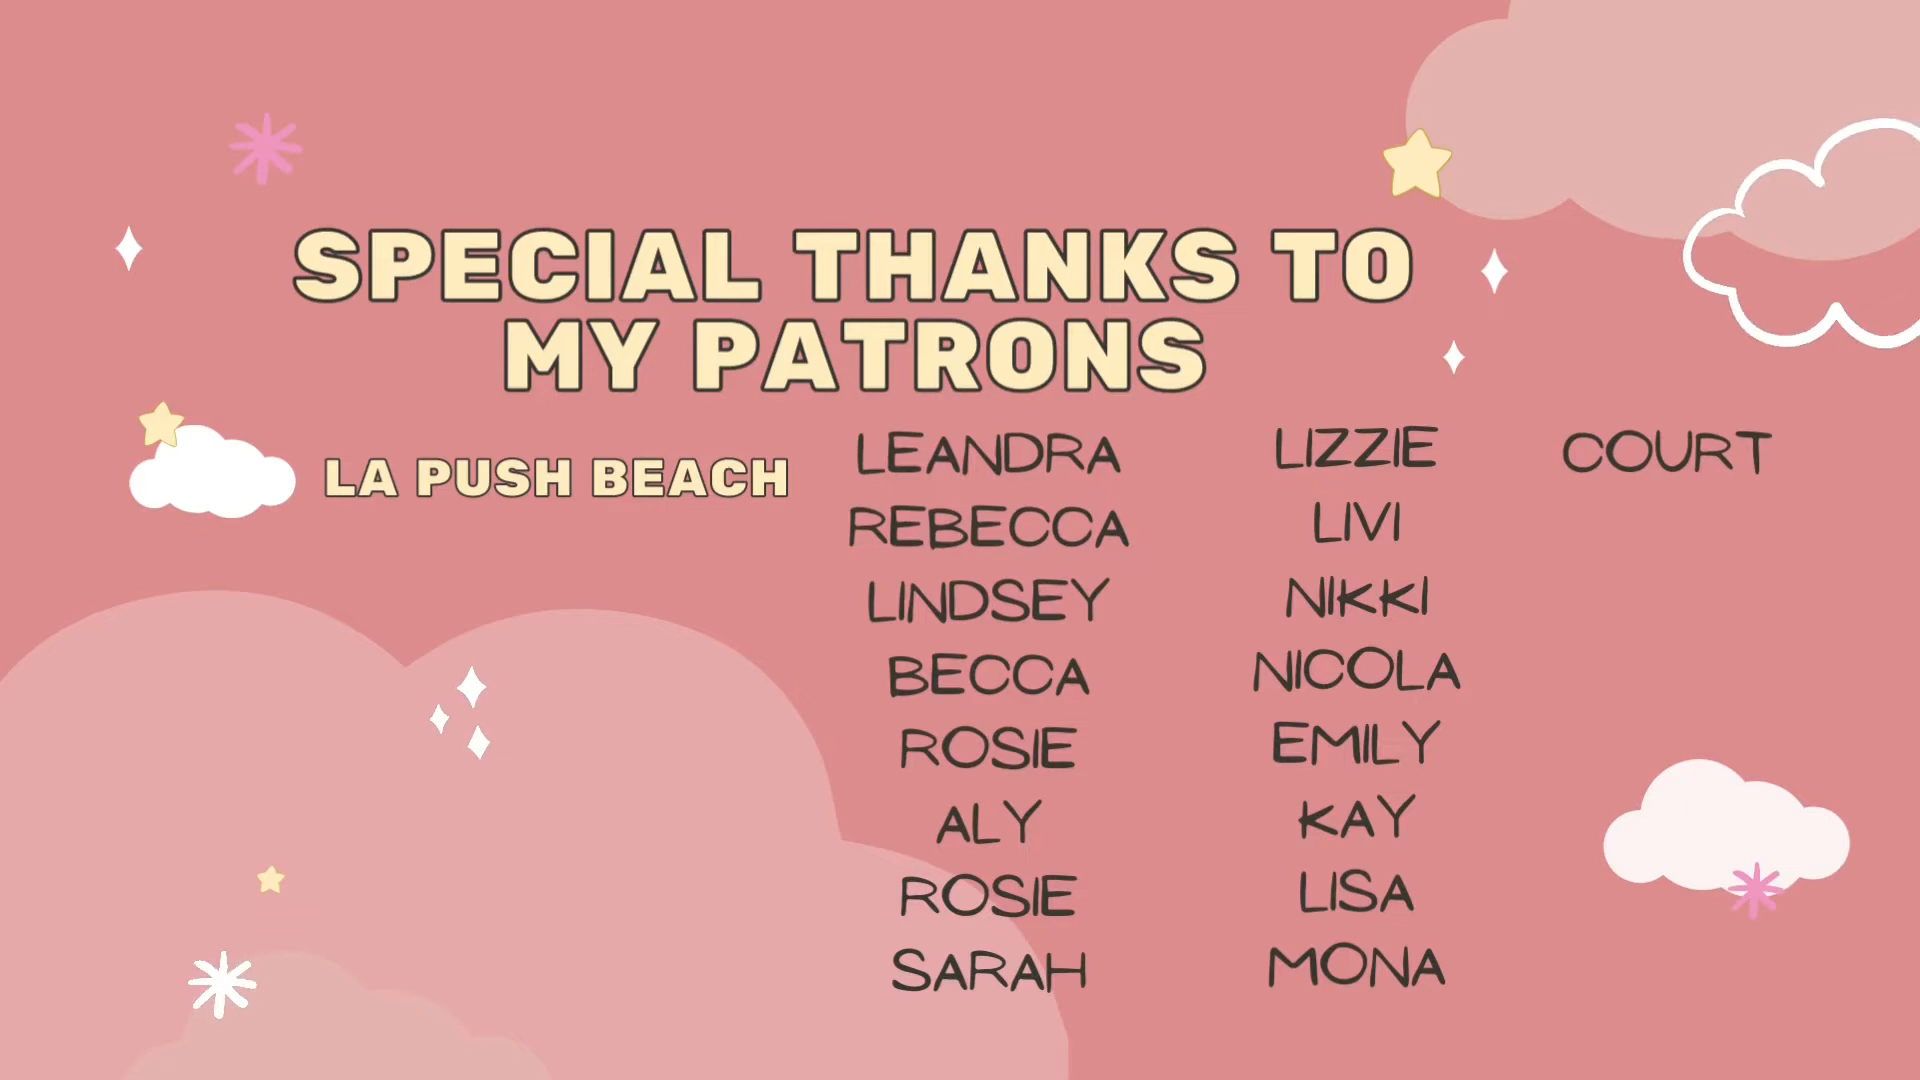 SPECIAL THANKS TO
MY PATRONS
LA PUSH BEACH
LEANDRA
REBECCA
LINDSEY
BECCA
ROSIE
ALY
ROSIE
SARAH
LIZZIE
LIVI
NIKKI
NICOLA
EMILY
KAY
LISA
MONA
COURT